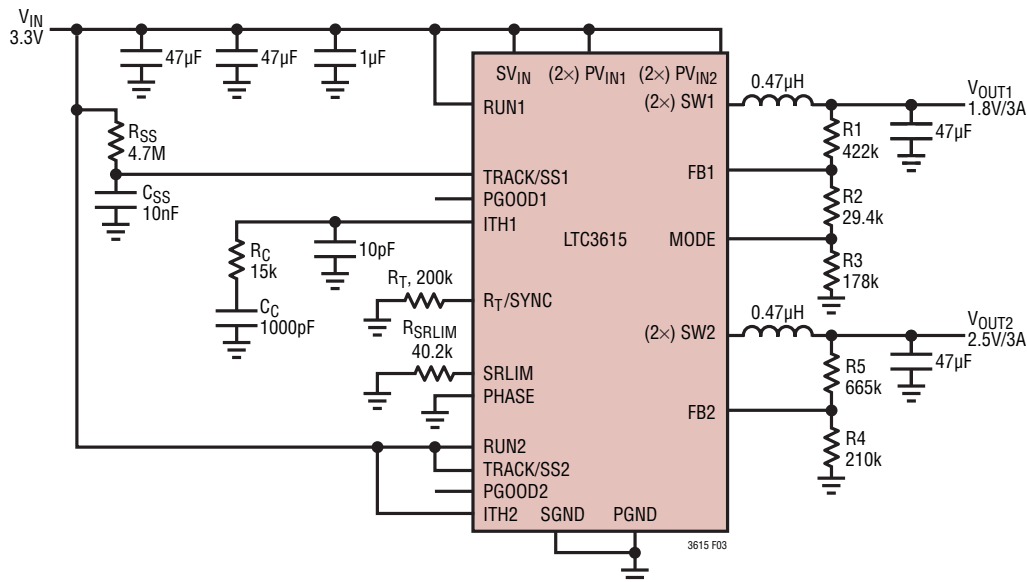 VIN
3.3V
47µF
47µF
1µF
SVIN
(2×) PVIN1
(2×) PVIN2
RUN1
(2×) SW1
0.47µH
VOUT1
1.8V/3A
RSS
4.7M
R1
422k
47µF
TRACK/SS1
FB1
CSS
10nF
PGOOD1
ITH1
R2
29.4k
LTC3615
MODE
RC
15k
10pF
R3
178k
RT, 200k
RT/SYNC
CC
1000pF
0.47µH
VOUT2
2.5V/3A
RSRLIM
40.2k
(2×) SW2
SRLIM
R5
665k
47µF
PHASE
FB2
R4
210k
RUN2
TRACK/SS2
PGOOD2
ITH2
SGND
PGND
3615 F03